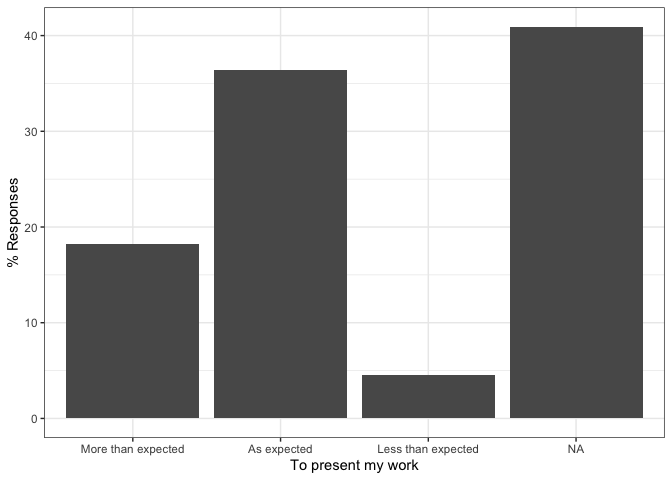 40
30
20
10
0
% Responses
More than expected As expected Less than expected NA
To present my work